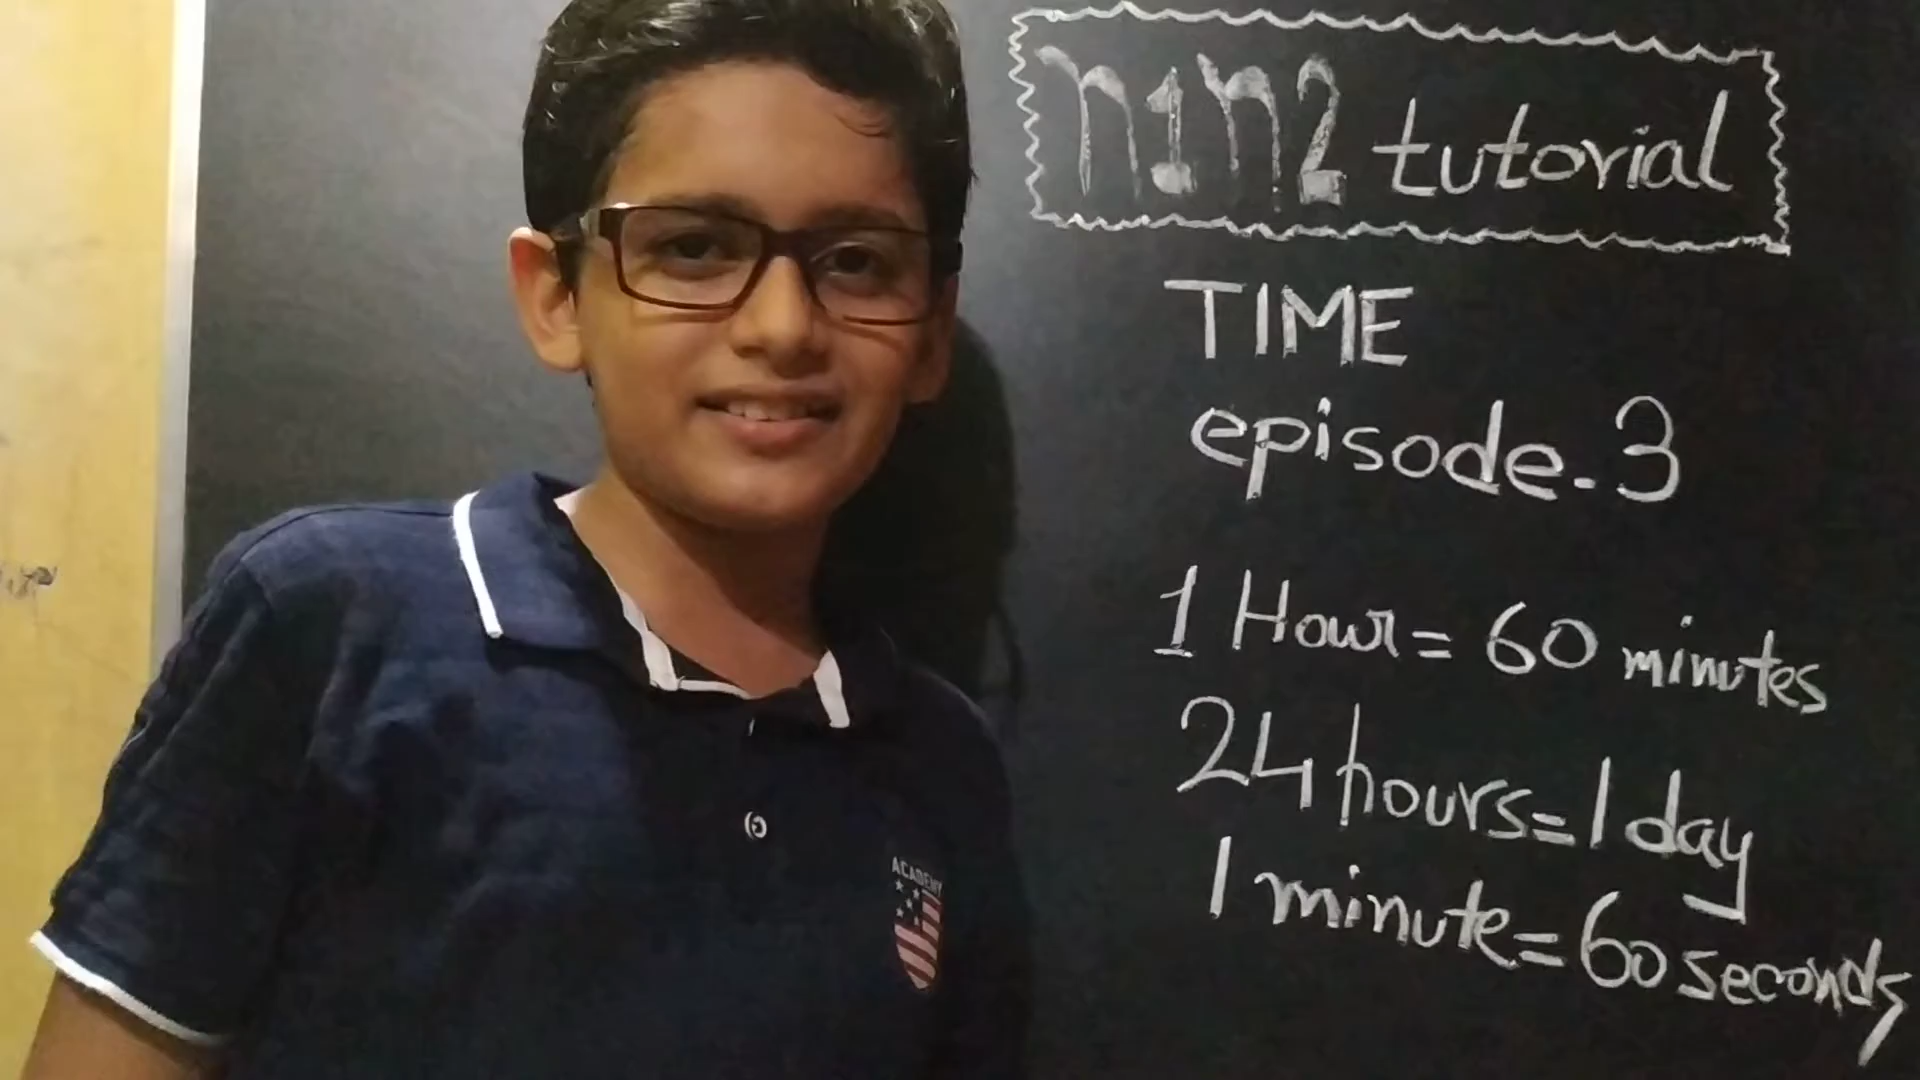 n1n2 tutorial
TIME
episode.3
1 Hour = 60 minutes
24 hours = 1 day
1 minute = 60 seconds
ACADEMY